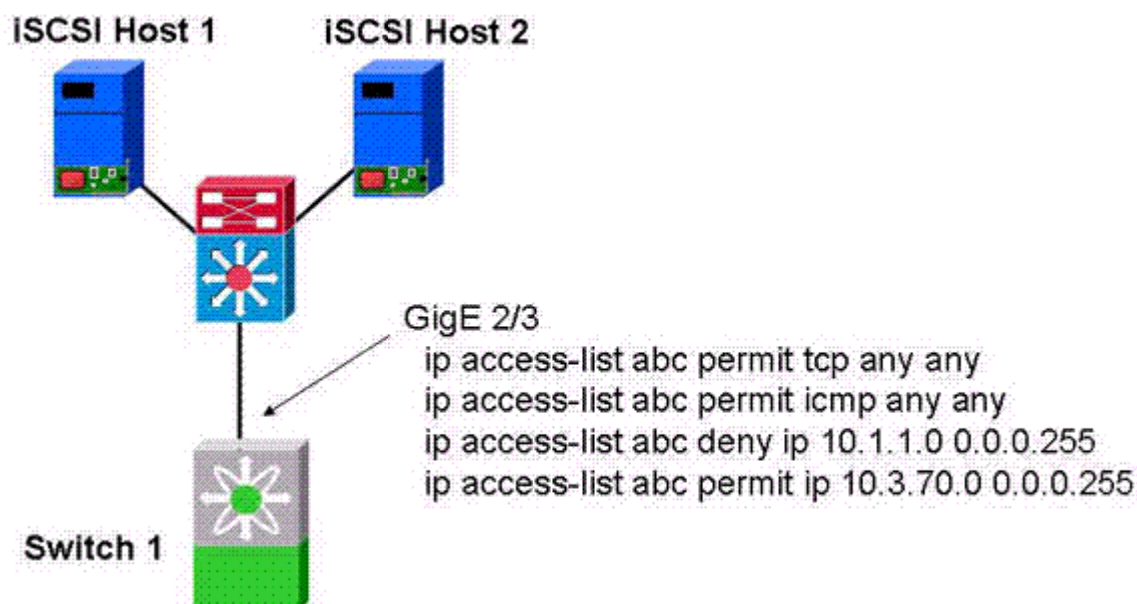 iSCSI Host 1
iSCSI Host 2
GigE 2/3
ip access-list abc permit tcp any any
ip access-list abc permit icmp any any
ip access-list abc deny ip 10.1.1.0 0.0.0.255
ip access-list abc permit ip 10.3.70.0 0.0.0.255
Switch 1